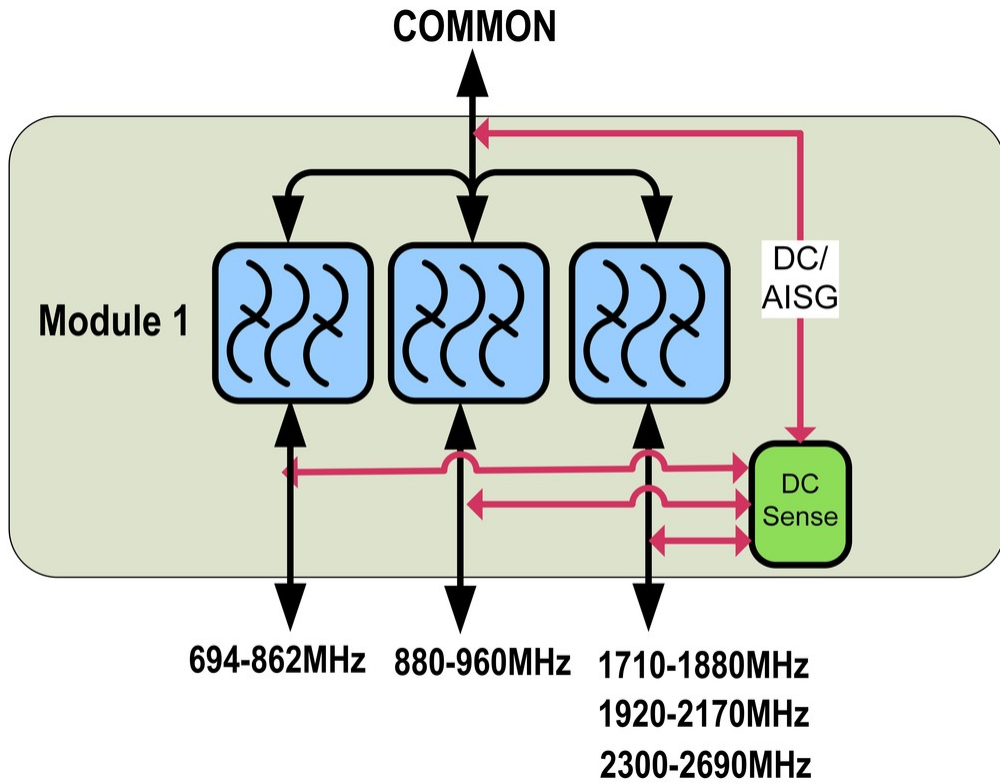 COMMON
DC/
AISG
Module 1
DC
Sense
694-862MHz
880-960MHz
1710-1880MHz
1920-2170MHz
2300-2690MHz